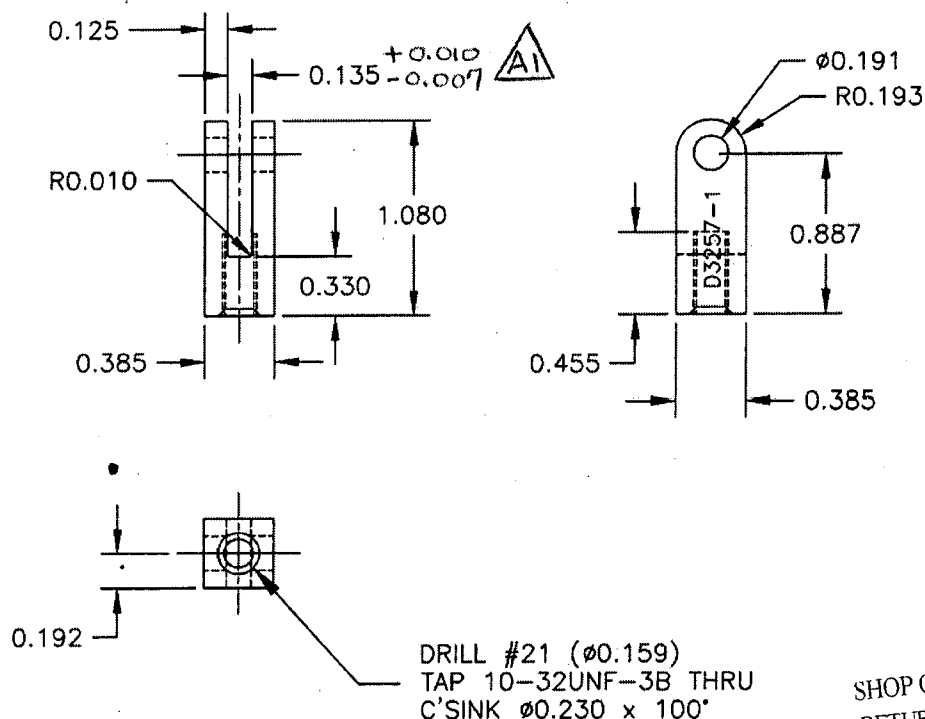 0.125
0.135 +0.010 -0.007 A1
R0.010
1.080
0.330
0.385
ø0.191
R0.193
D3257-1
0.887
0.455
0.385
0.192
DRILL #21 (ø0.159)
TAP 10-32UNF-3B THRU
C'SINK ø0.230 x 100°
SHOP